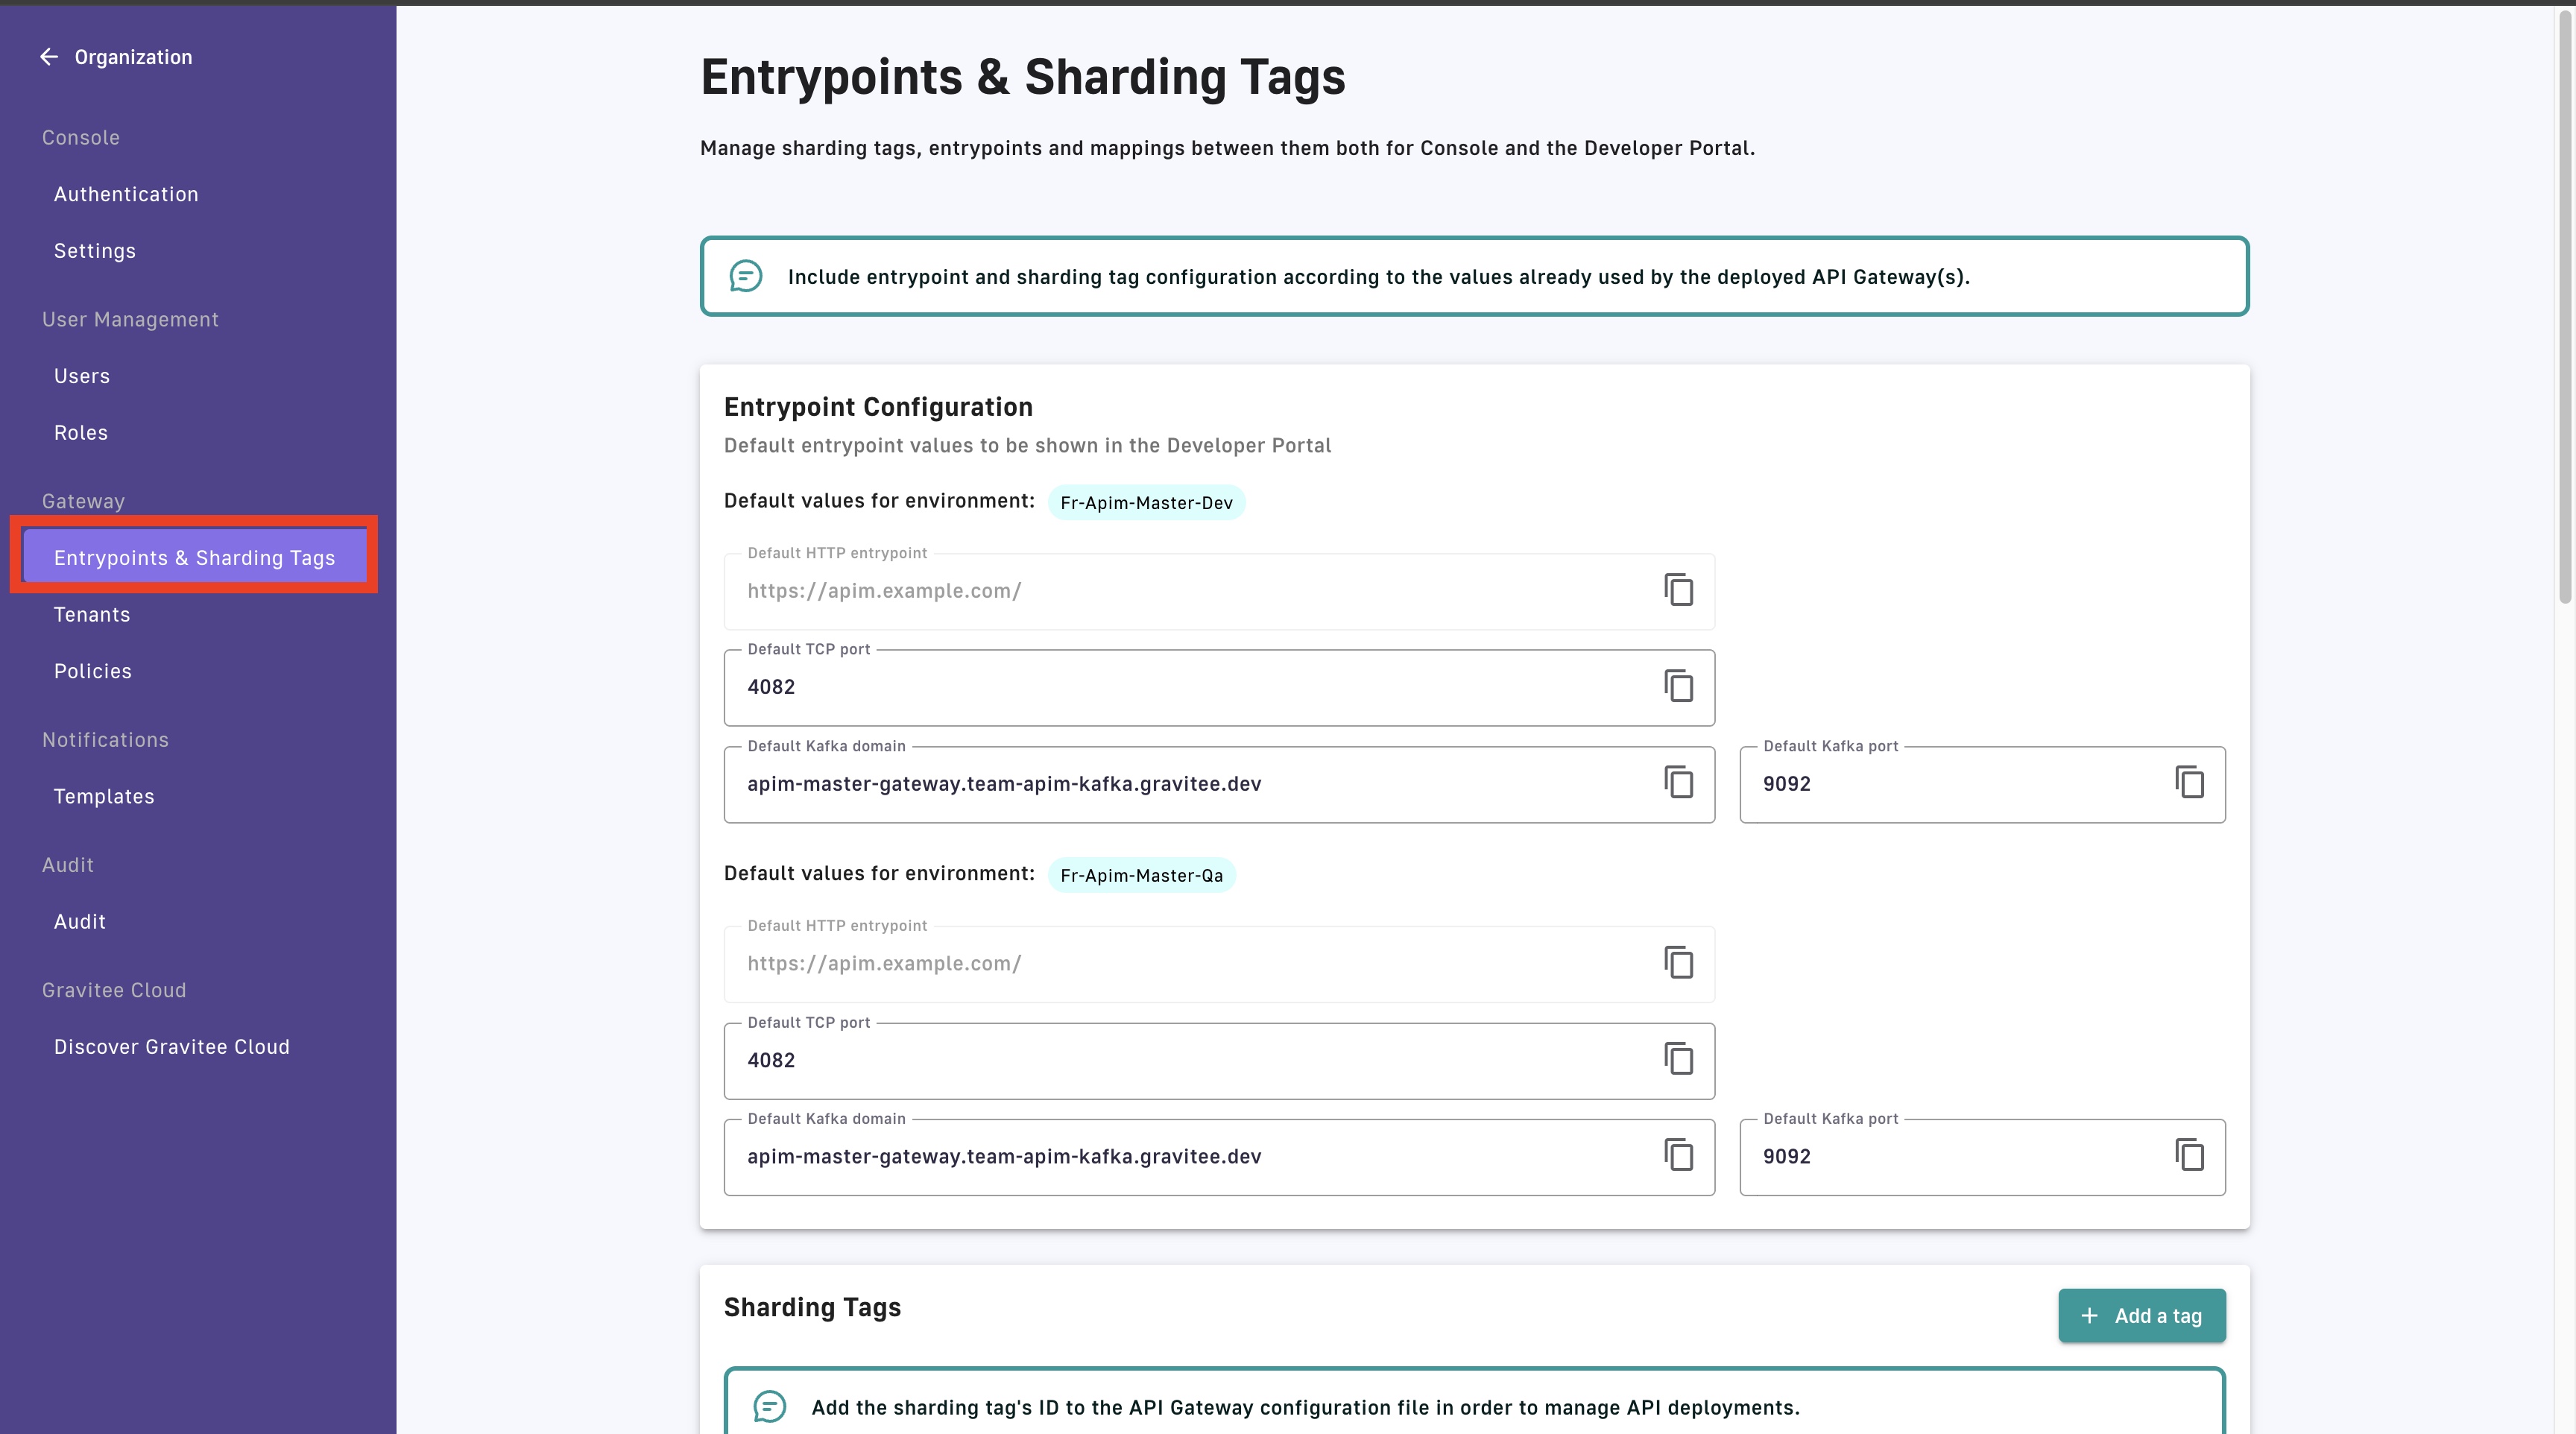 Organization
Console
Authentication
Settings
User Management
Users
Roles
Gateway
Entrypoints & Sharding Tags
Tenants
Policies
Notifications
Templates
Audit
Audit
Gravitee Cloud
Discover Gravitee Cloud
Entrypoints & Sharding Tags
Manage sharding tags, entrypoints and mappings between them both for Console and the Developer Portal.
Include entrypoint and sharding tag configuration according to the values already used by the deployed API Gateway(s).
Entrypoint Configuration
Default entrypoint values to be shown in the Developer Portal
Default values for environment: Fr-Apim-Master-Dev
Default HTTP entrypoint
https://apim.example.com/
Default TCP port
4082
Default Kafka domain
apim-master-gateway.team-apim-kafka.gravitee.dev
Default Kafka port
9092
Default values for environment: Fr-Apim-Master-Qa
Default HTTP entrypoint
https://apim.example.com/
Default TCP port
4082
Default Kafka domain
apim-master-gateway.team-apim-kafka.gravitee.dev
Default Kafka port
9092
Sharding Tags
Add a tag
Add the sharding tag's ID to the API Gateway configuration file in order to manage API deployments.